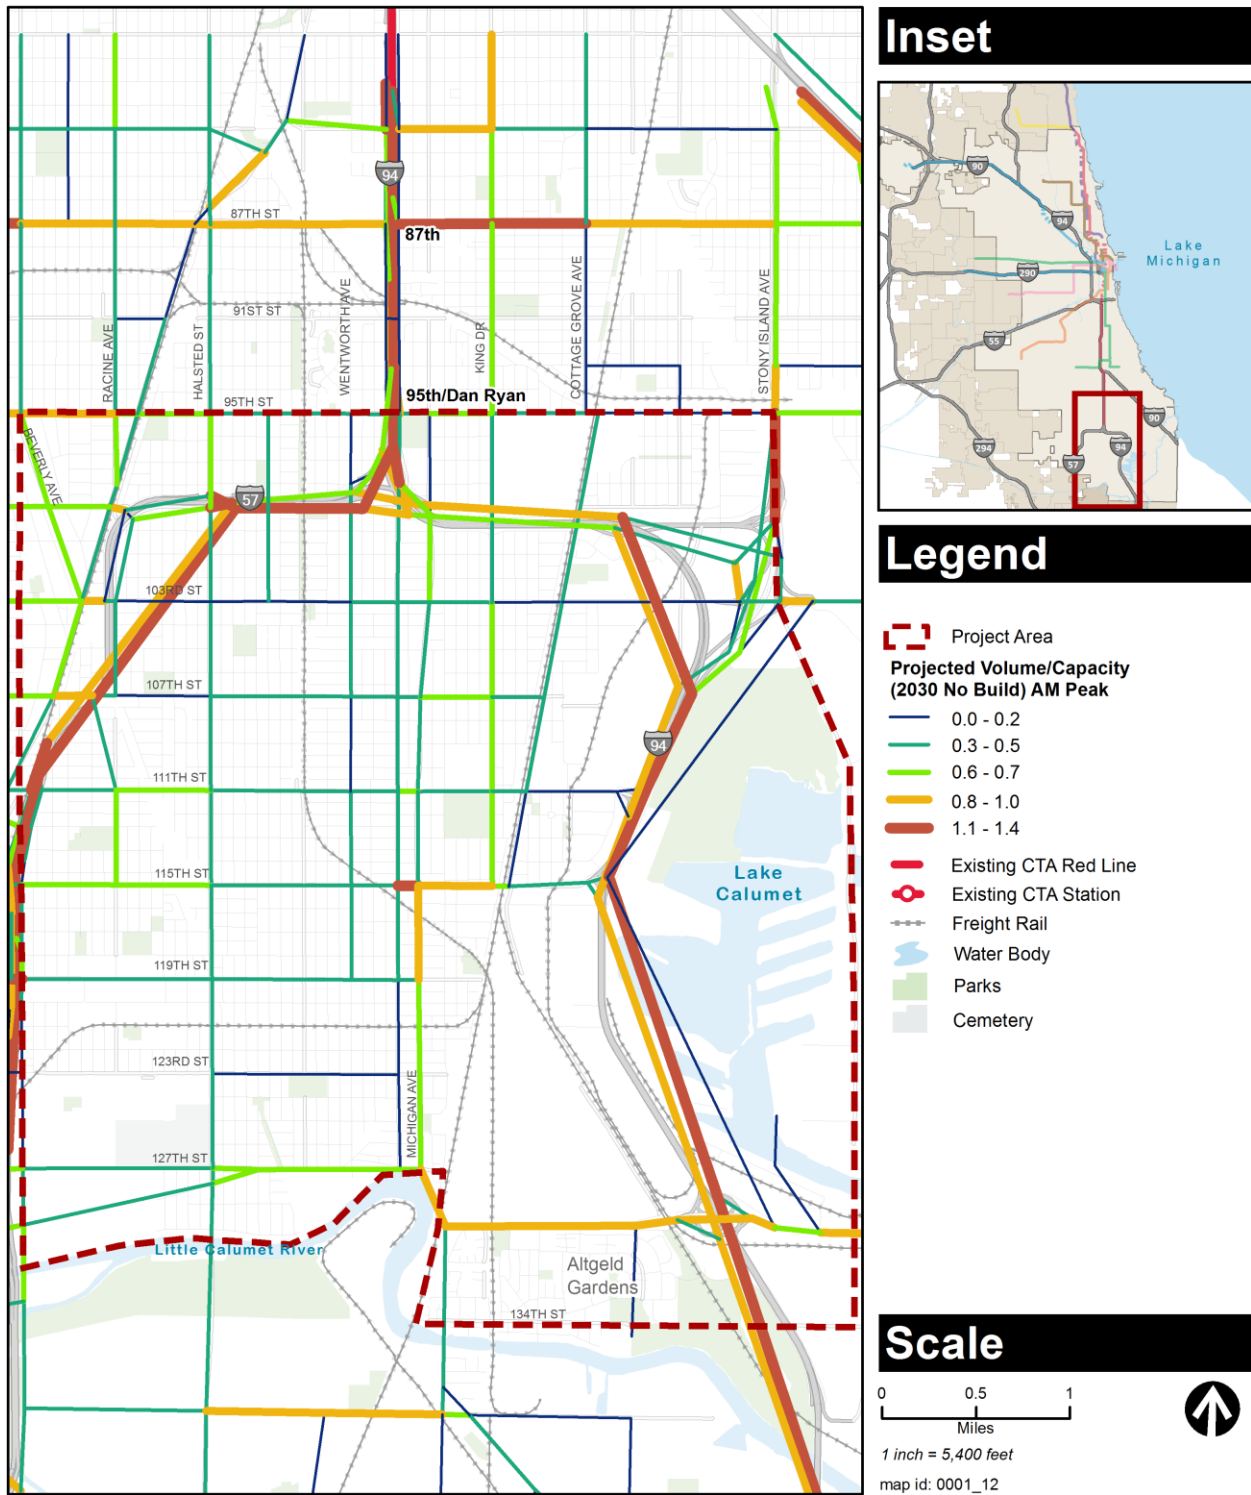 94
87TH ST
87th
91ST ST
RACINE AVE
HALSTED ST
WENTWORTH AVE
KING DR
COTTAGE GROVE AVE
STONY ISLAND AVE
95TH ST
95th/Dan Ryan
BEVERLY AVE
57
103RD ST
107TH ST
94
111TH ST
115TH ST
Lake
Calumet
119TH ST
123RD ST
MICHIGAN AVE
127TH ST
Little Calumet River
Altgeld
Gardens
134TH ST
Inset
90
94
Lake
Michigan
290
55
90
294
94
57
Legend
Project Area
Projected Volume/Capacity
(2030 No Build) AM Peak
0.0 - 0.2
0.3 - 0.5
0.6 - 0.7
0.8 - 1.0
1.1 - 1.4
Existing CTA Red Line
Existing CTA Station
Freight Rail
Water Body
Parks
Cemetery
Scale
0 0.5 1
Miles
1 inch = 5,400 feet
map id: 0001_12